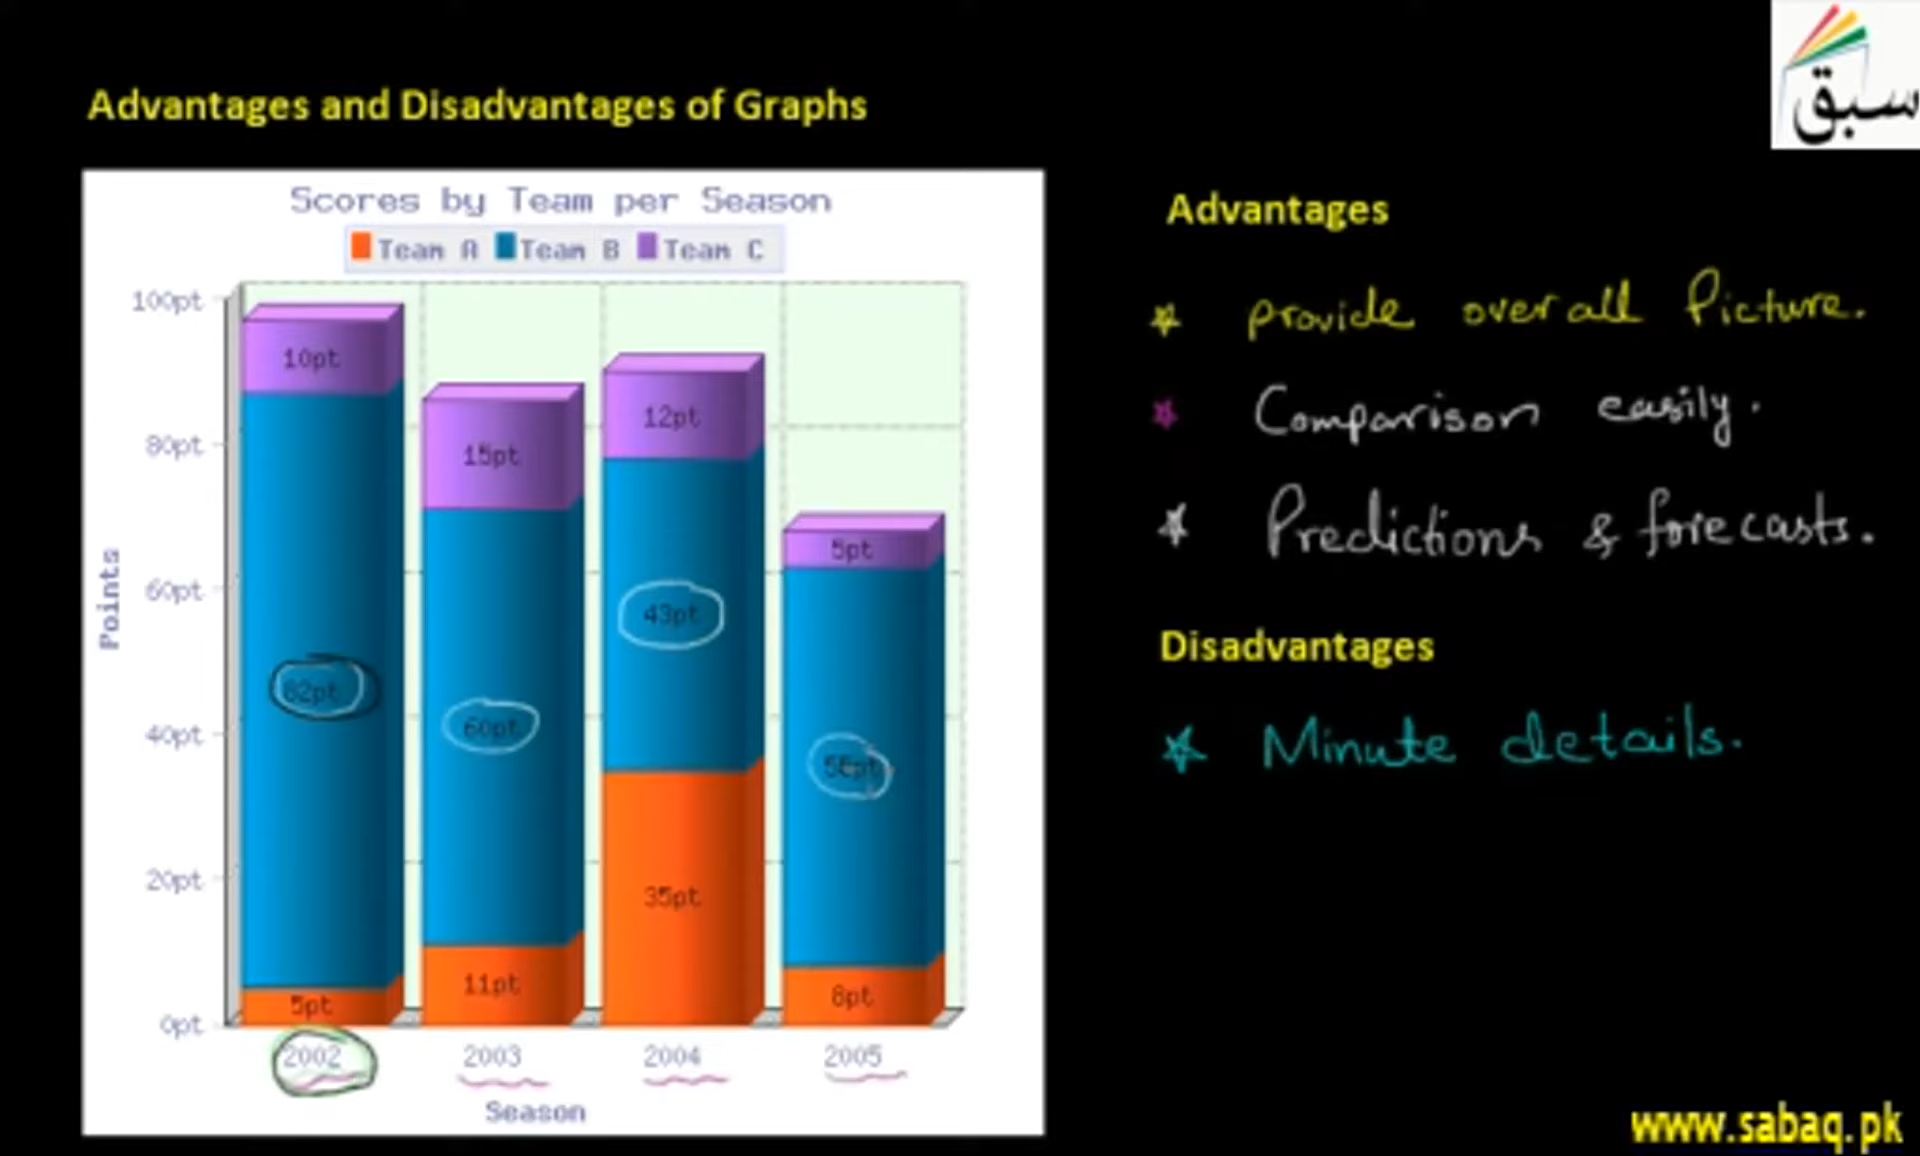 سبق
Advantages and Disadvantages of Graphs
Scores by Team per Season
Team A Team B Team C
100pt
80pt
60pt
40pt
20pt
0pt
Points
10pt
82pt
5pt
15pt
60pt
11pt
12pt
43pt
35pt
5pt
55pt
8pt
2002 2003 2004 2005
Season
Advantages
* provide overall Picture.
* Comparison easily.
* Predictions & forecasts.
Disadvantages
* Minute details.
www.sabaq.pk